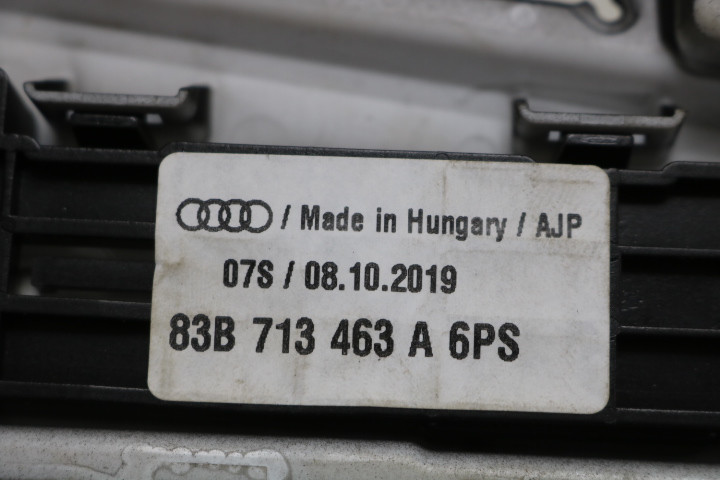 / Made in Hungary / AJP
07S / 08.10.2019
83B 713 463 A 6PS